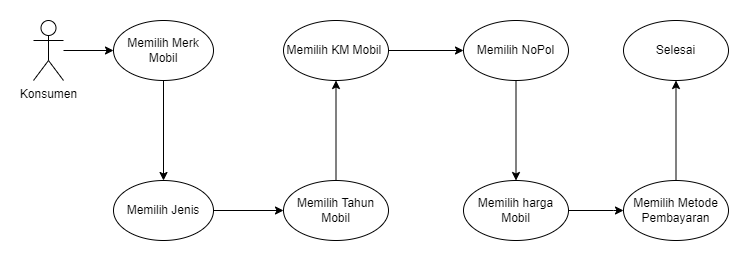 Konsumen
Memilih Merk
Mobil
Memilih Jenis
Memilih Tahun
Mobil
Memilih KM Mobil
Memilih NoPol
Memilih harga
Mobil
Memilih Metode
Pembayaran
Selesai